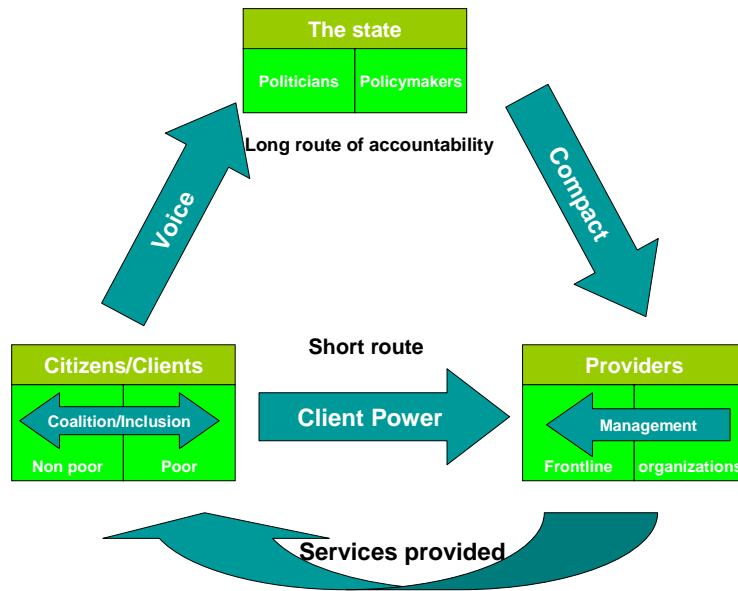 The state
Politicians
Policymakers
Long route of accountability
Voice
Compact
Short route
Citizens/Clients
Coalition/Inclusion
Non poor
Poor
Client Power
Providers
Management
Frontline
organizations
Services provided